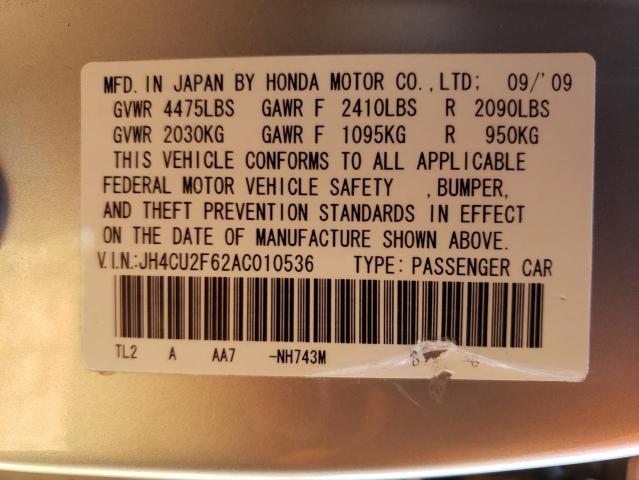 MFD. IN JAPAN BY HONDA MOTOR CO.,LTD; 09/'09
GVWR 4475LBS GAWR F 2410LBS R 2090LBS
GVWR 2030KG GAWR F 1095KG R 950KG
THIS VEHICLE CONFORMS TO ALL APPLICABLE
FEDERAL MOTOR VEHICLE SAFETY ,BUMPER,
AND THEFT PREVENTION STANDARDS IN EFFECT
ON THE DATE OF MANUFACTURE SHOWN ABOVE.
V.I.N.:JH4CU2F62AC010536 TYPE: PASSENGER CAR
TL2 A AA7 -NH743M